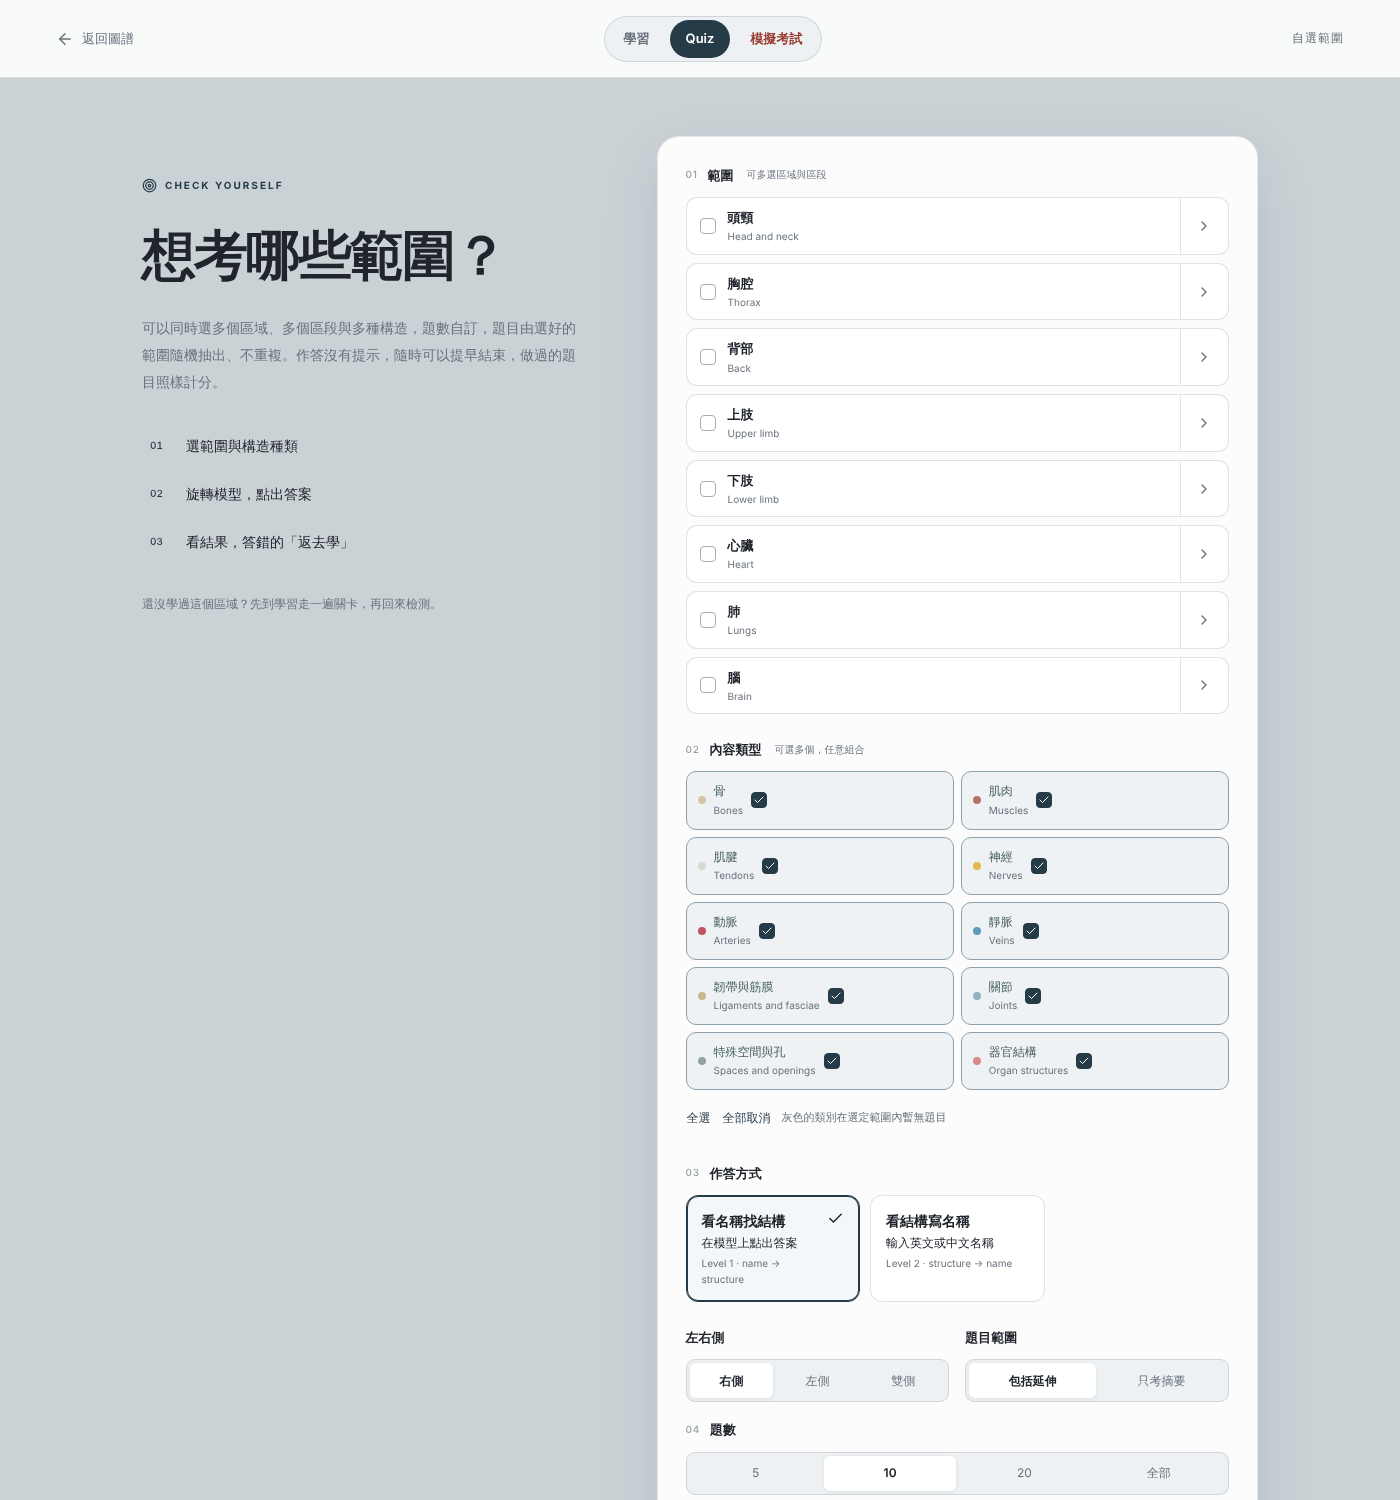 返回圖譜
學習
Quiz
模擬考試
自選範圍
CHECK YOURSELF
想考哪些範圍？
可以同時選多個區域、多個區段與多種構造，題數自訂，題目由選好的
範圍隨機抽出、不重複。作答沒有提示，隨時可以提早結束，做過的題
目照樣計分。
01 選範圍與構造種類
02 旋轉模型，點出答案
03 看結果，答錯的「返去學」
還沒學過這個區域？先到學習走一遍關卡，再回來檢測。
01 範圍 可多選區域與區段
頭頸
Head and neck
胸腔
Thorax
背部
Back
上肢
Upper limb
下肢
Lower limb
心臟
Heart
肺
Lungs
腦
Brain
02 內容類型 可選多個，任意組合
骨
Bones
肌肉
Muscles
肌腱
Tendons
神經
Nerves
動脈
Arteries
靜脈
Veins
韌帶與筋膜
Ligaments and fasciae
關節
Joints
特殊空間與孔
Spaces and openings
器官結構
Organ structures
全選 全部取消 灰色的類別在選定範圍內暫無題目
03 作答方式
看名稱找結構
在模型上點出答案
Level 1 · name →
structure
看結構寫名稱
輸入英文或中文名稱
Level 2 · structure → name
左右側
右側 左側 雙側
題目範圍
包括延伸 只考摘要
04 題數
5 10 20 全部